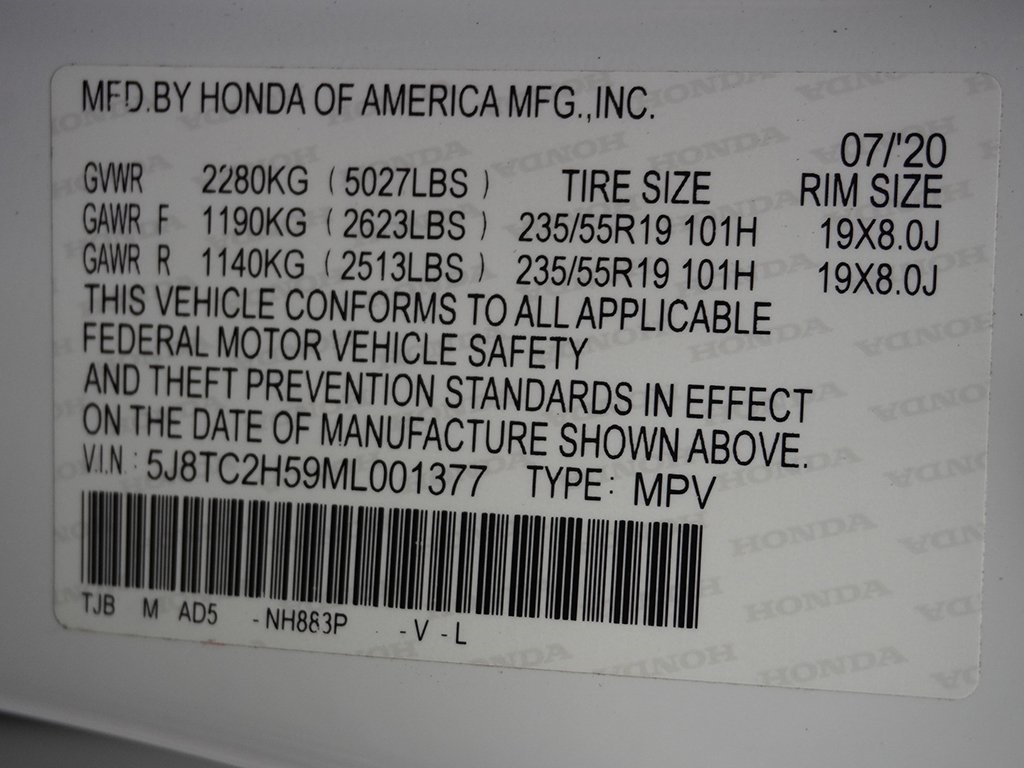 MFD.BY HONDA OF AMERICA MFG.,INC.
07/'20
GVWR 2280KG (5027LBS) TIRE SIZE RIM SIZE
GAWR F 1190KG (2623LBS) 235/55R19 101H 19X8.0J
GAWR R 1140KG (2513LBS) 235/55R19 101H 19X8.0J
THIS VEHICLE CONFORMS TO ALL APPLICABLE
FEDERAL MOTOR VEHICLE SAFETY
AND THEFT PREVENTION STANDARDS IN EFFECT
ON THE DATE OF MANUFACTURE SHOWN ABOVE.
V.I.N.: 5J8TC2H59ML001377 TYPE: MPV
TJB M AD5 -NH883P -V -L